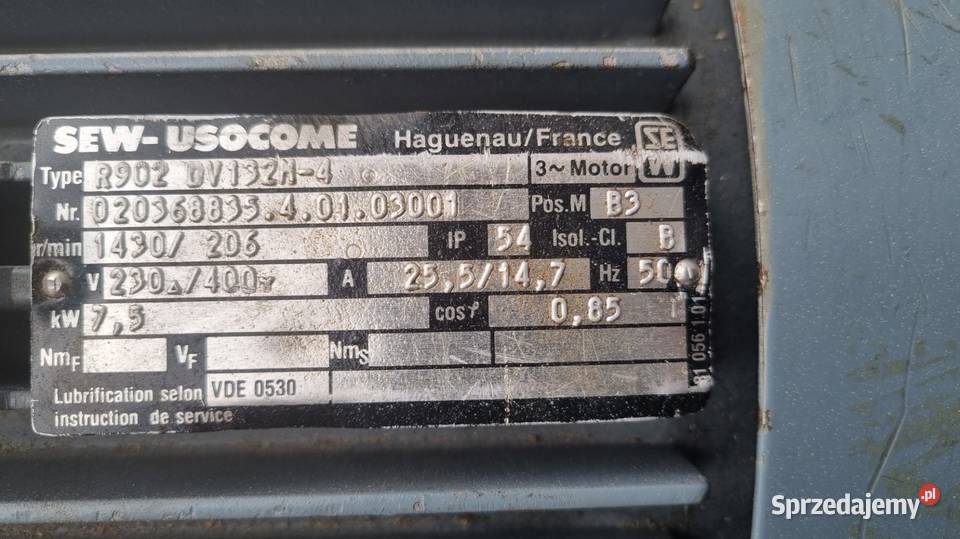 SEW-USOCOME Haguenau/France SEW
Type R902 DV132M-4 3~ Motor
Nr. 020368835.4.01.03001 Pos.M B3
r/min 1430/ 206 IP 54 Isol.-Cl. B
V 230△/400Y A 25,5/14,7 Hz 50
kW 7,5 cosφ 0,85
NmF VF NmS
Lubrification selon VDE 0530
instruction de service
Sprzedajemy.pl